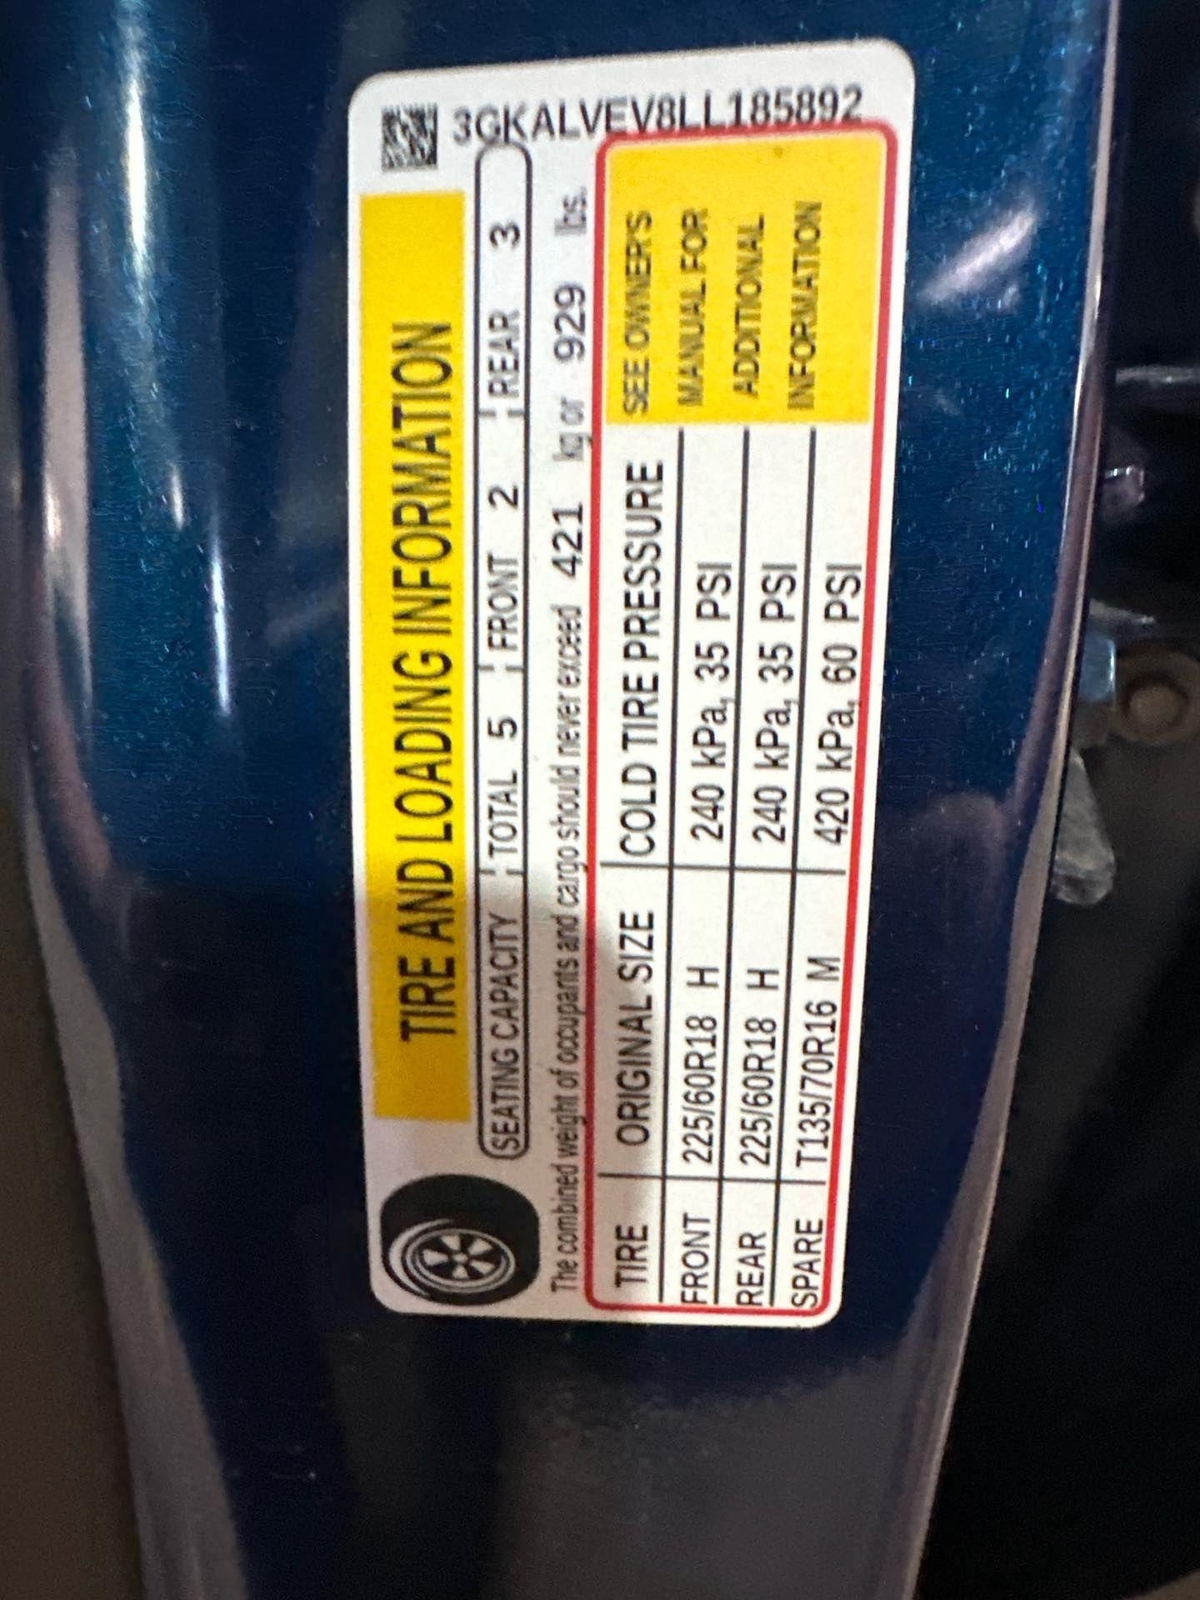 3GKALVEV8LL185892
TIRE AND LOADING INFORMATION
SEATING CAPACITY TOTAL 5 FRONT 2 REAR 3
The combined weight of occupants and cargo should never exceed 421 kg or 929 lbs.
TIRE ORIGINAL SIZE COLD TIRE PRESSURE
FRONT 225/60R18 H 240 kPa, 35 PSI
REAR 225/60R18 H 240 kPa, 35 PSI
SPARE T135/70R16 M 420 kPa, 60 PSI
SEE OWNER'S
MANUAL FOR
ADDITIONAL
INFORMATION